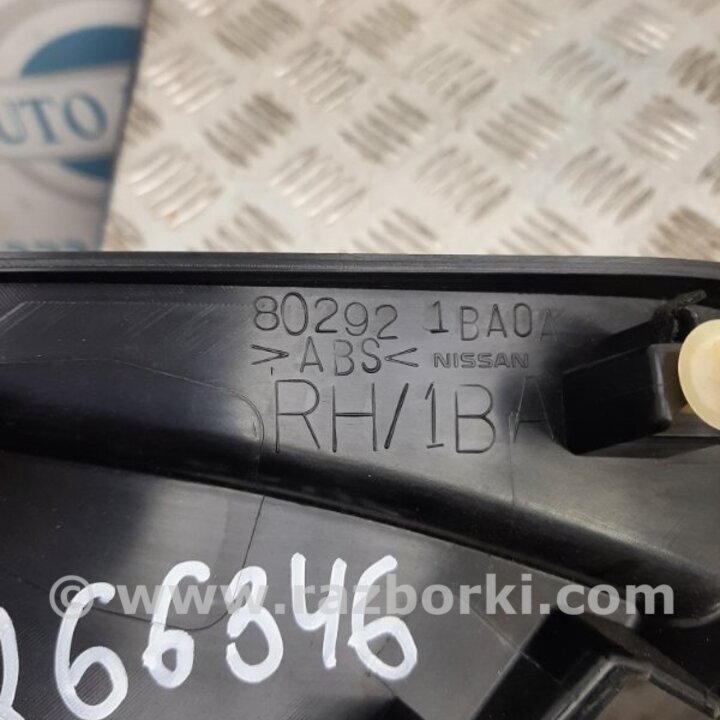 UTO
80292 1BA0A
>ABS< NISSAN
RH/1BA
© www.razborki.com
266346